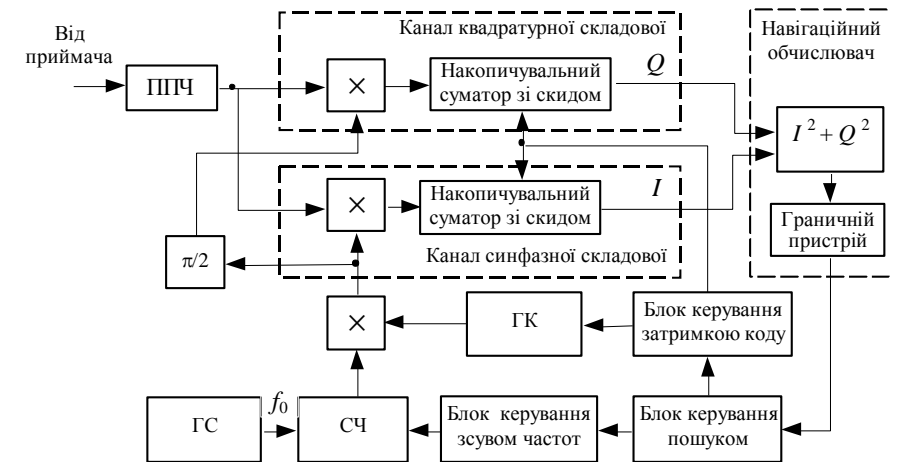 Від
приймача
ППЧ
Канал квадратурної складової
×
Накопичувальний
суматор зі скидом
Q
Навігаційний
обчислювач
I² + Q²
×
Накопичувальний
суматор зі скидом
I
Канал синфазної складової
Граничній
пристрій
π/2
×
ГК
Блок керування
затримкою коду
ГС
f₀
СЧ
Блок керування
зсувом частот
Блок керування
пошуком